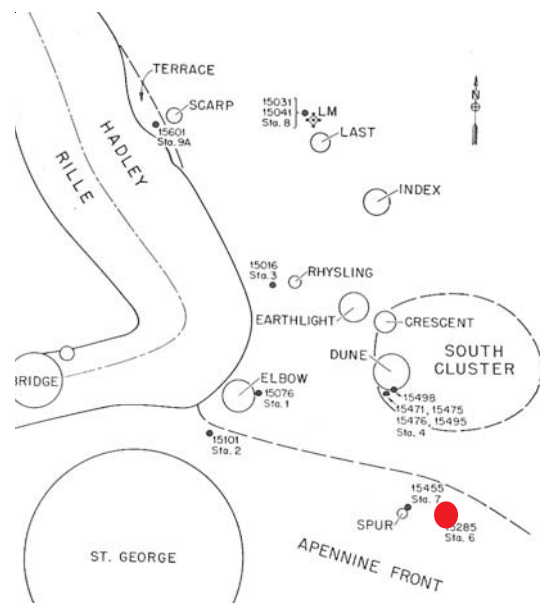 TERRACE
SCARP
15601
Sta. 9A
HADLEY
RILLE
15031
15041
Sta. 8
LM
LAST
N
INDEX
15016
Sta. 3
RHYSLING
EARTHLIGHT
CRESCENT
DUNE
SOUTH
CLUSTER
BRIDGE
ELBOW
15076
Sta. 1
15498
15471, 15475
15476, 15495
Sta. 4
15101
Sta. 2
15455
Sta. 7
SPUR
Sta. 6
ST. GEORGE
APENNINE FRONT